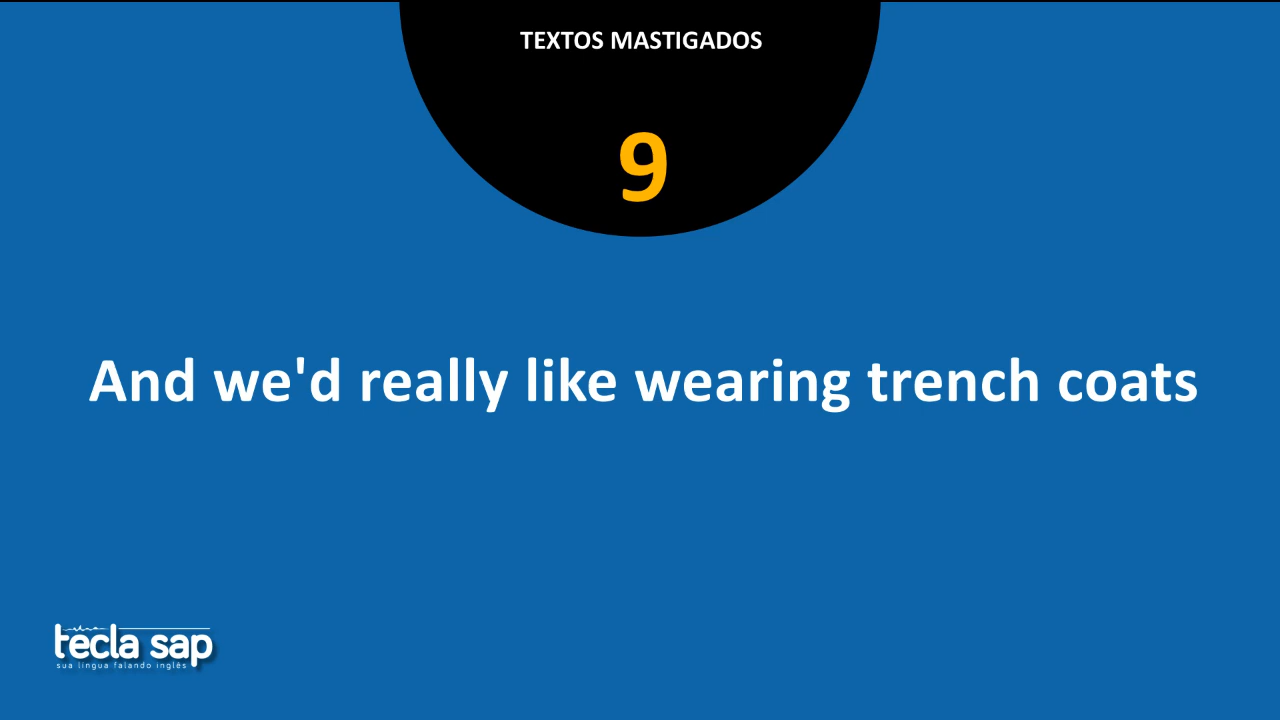 TEXTOS MASTIGADOS
9
And we'd really like wearing trench coats
tecla sap
sua língua falando inglês